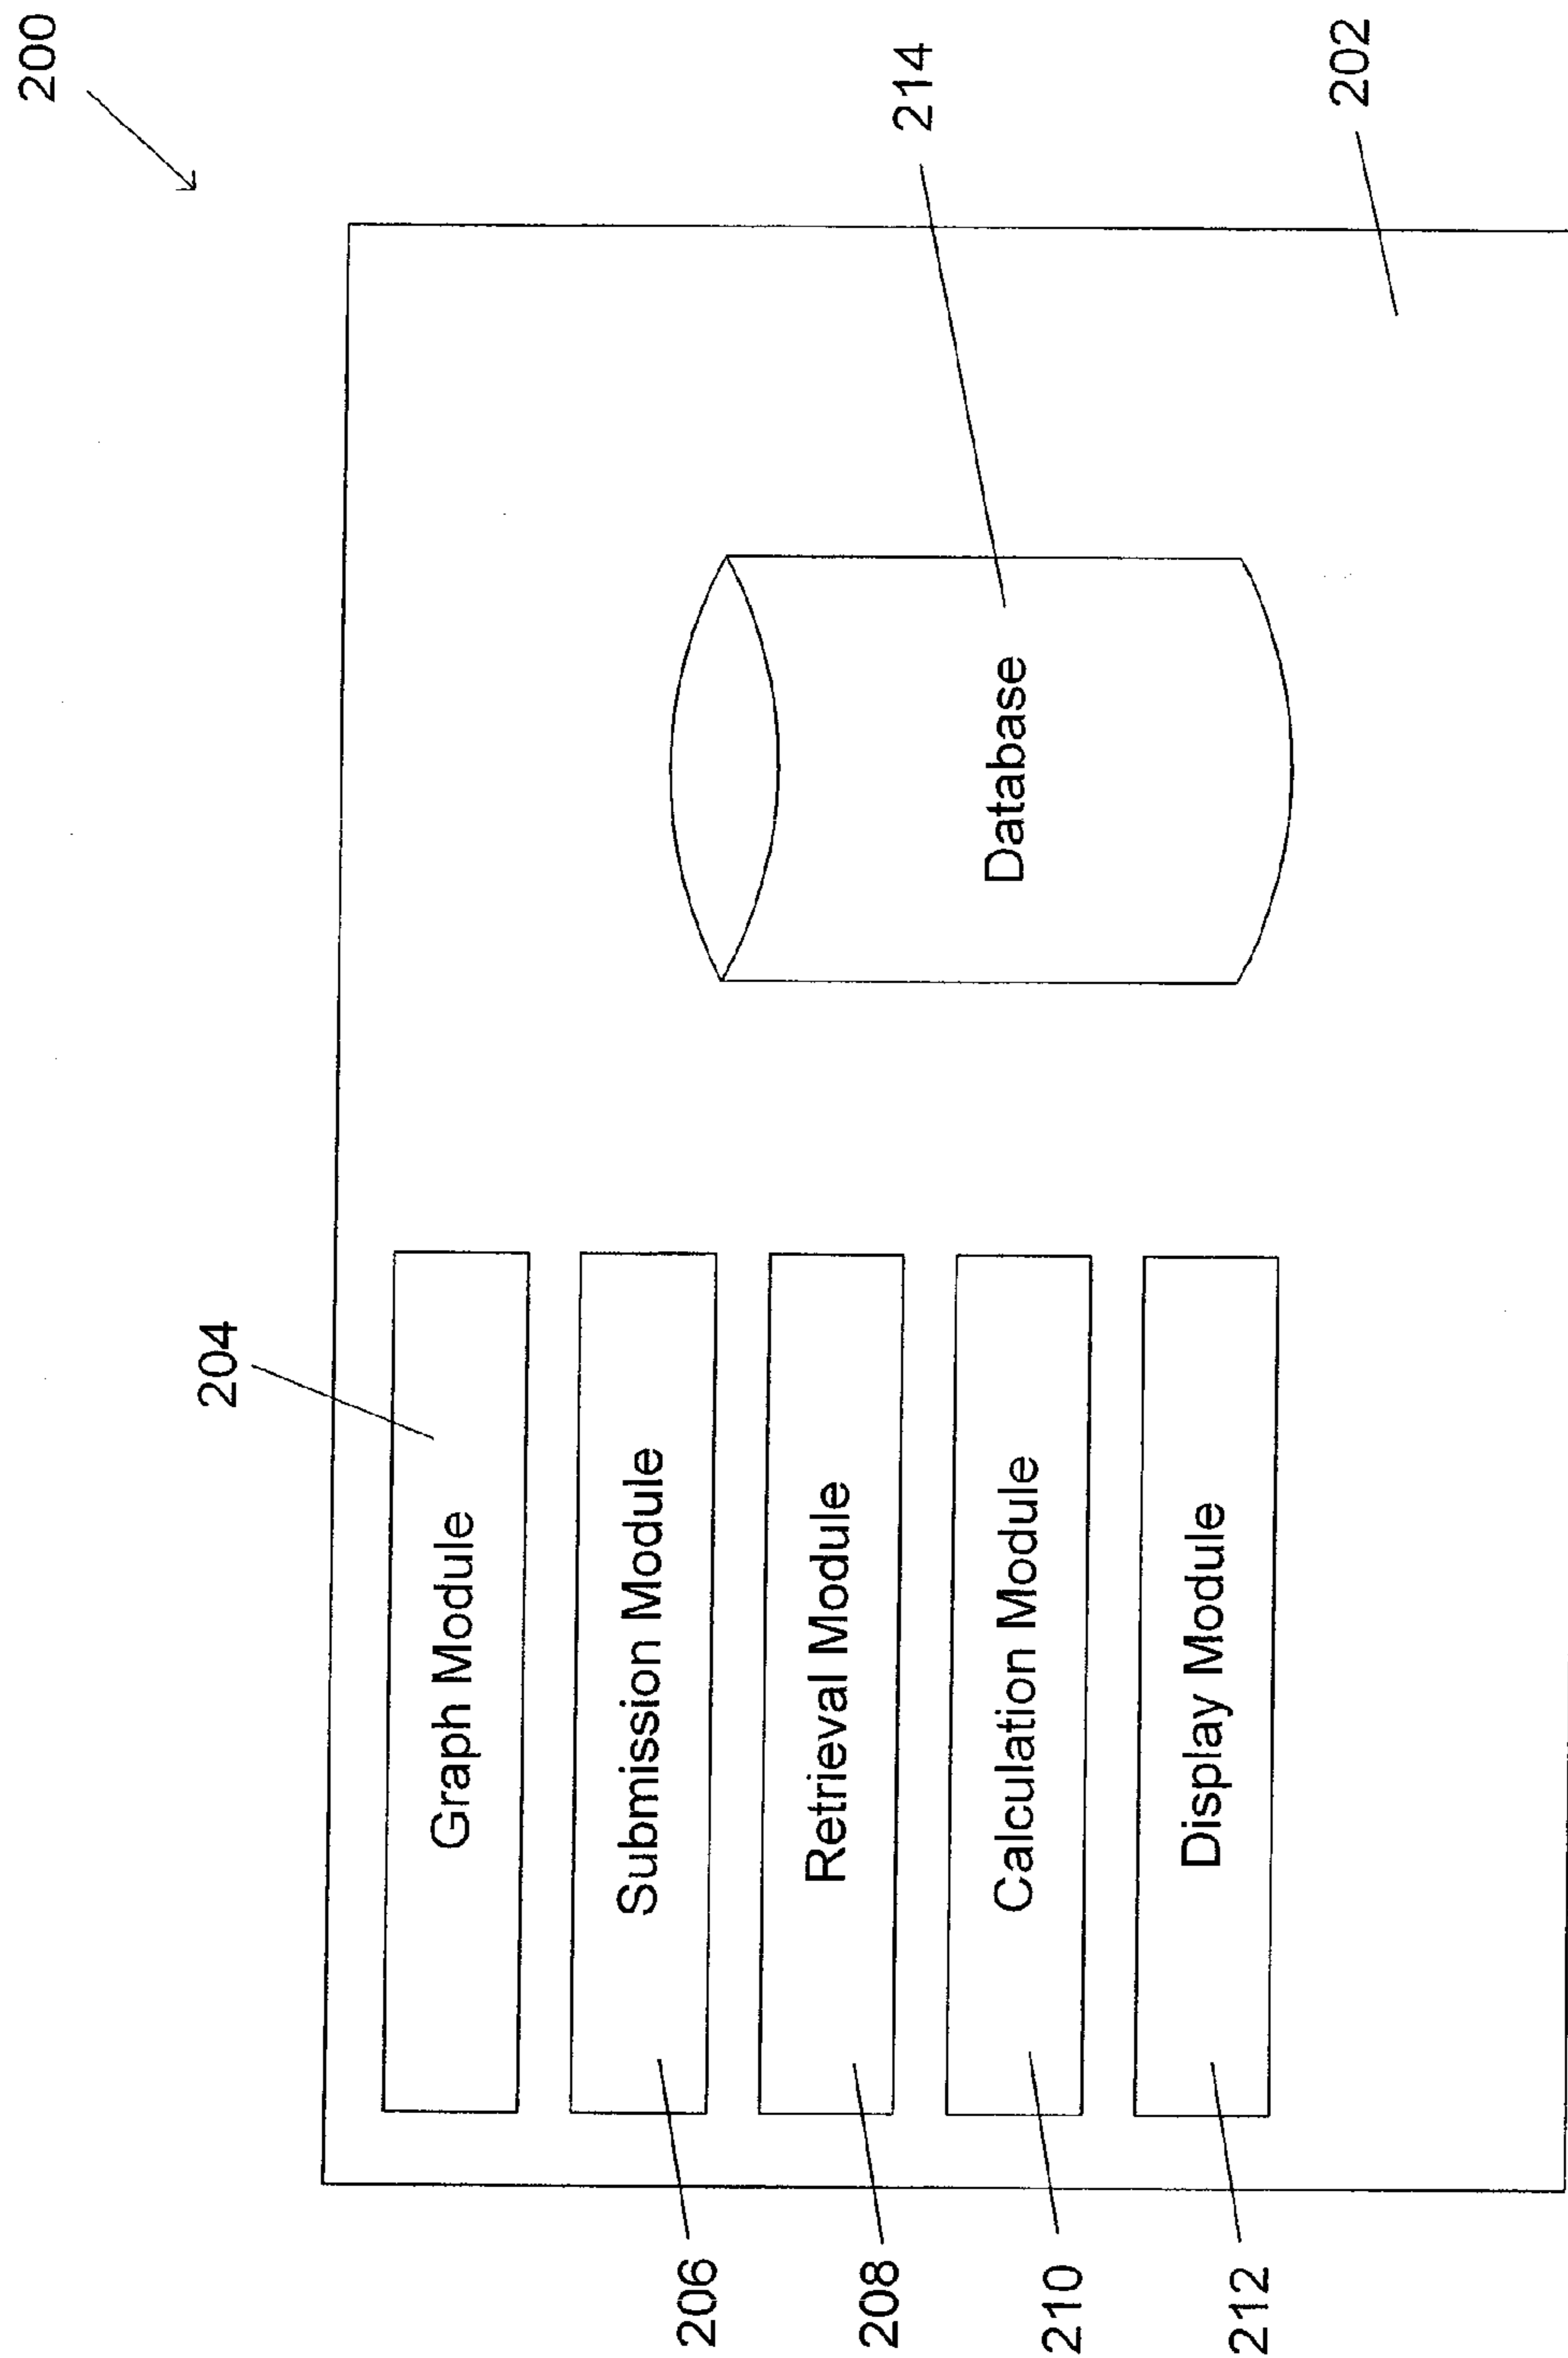 200
204
Graph Module
Submission Module
206
Retrieval Module
208
Calculation Module
210
Display Module
212
Database
214
202